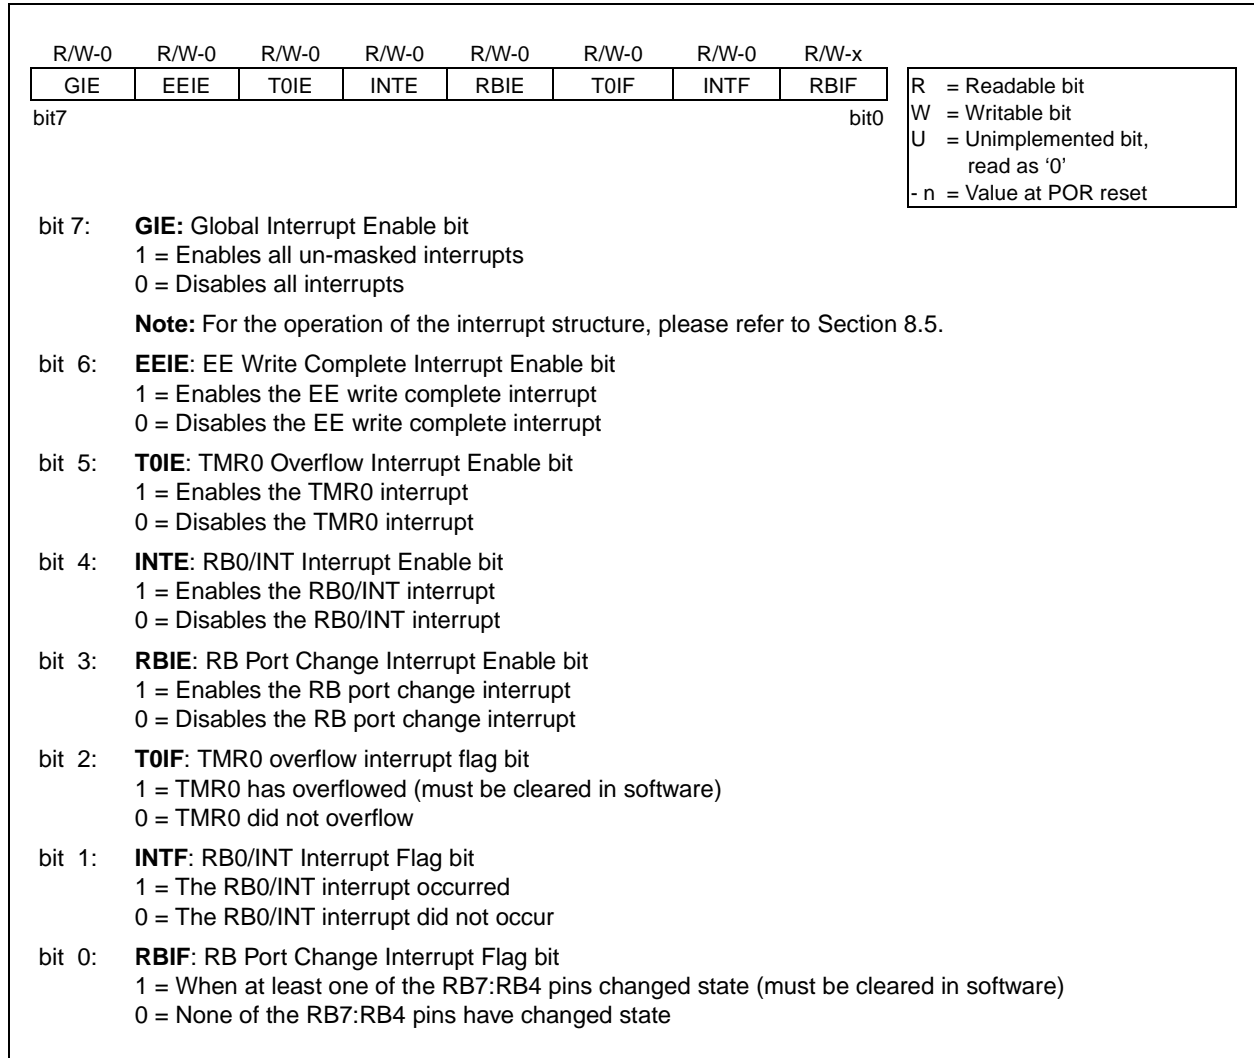 R/W-0 R/W-0 R/W-0 R/W-0 R/W-0 R/W-0 R/W-0 R/W-x
GIE EEIE T0IE INTE RBIE T0IF INTF RBIF
bit7 bit0
R = Readable bit
W = Writable bit
U = Unimplemented bit,
read as ‘0’
- n = Value at POR reset
bit 7: GIE: Global Interrupt Enable bit
1 = Enables all un-masked interrupts
0 = Disables all interrupts
Note: For the operation of the interrupt structure, please refer to Section 8.5.
bit 6: EEIE: EE Write Complete Interrupt Enable bit
1 = Enables the EE write complete interrupt
0 = Disables the EE write complete interrupt
bit 5: T0IE: TMR0 Overflow Interrupt Enable bit
1 = Enables the TMR0 interrupt
0 = Disables the TMR0 interrupt
bit 4: INTE: RB0/INT Interrupt Enable bit
1 = Enables the RB0/INT interrupt
0 = Disables the RB0/INT interrupt
bit 3: RBIE: RB Port Change Interrupt Enable bit
1 = Enables the RB port change interrupt
0 = Disables the RB port change interrupt
bit 2: T0IF: TMR0 overflow interrupt flag bit
1 = TMR0 has overflowed (must be cleared in software)
0 = TMR0 did not overflow
bit 1: INTF: RB0/INT Interrupt Flag bit
1 = The RB0/INT interrupt occurred
0 = The RB0/INT interrupt did not occur
bit 0: RBIF: RB Port Change Interrupt Flag bit
1 = When at least one of the RB7:RB4 pins changed state (must be cleared in software)
0 = None of the RB7:RB4 pins have changed state